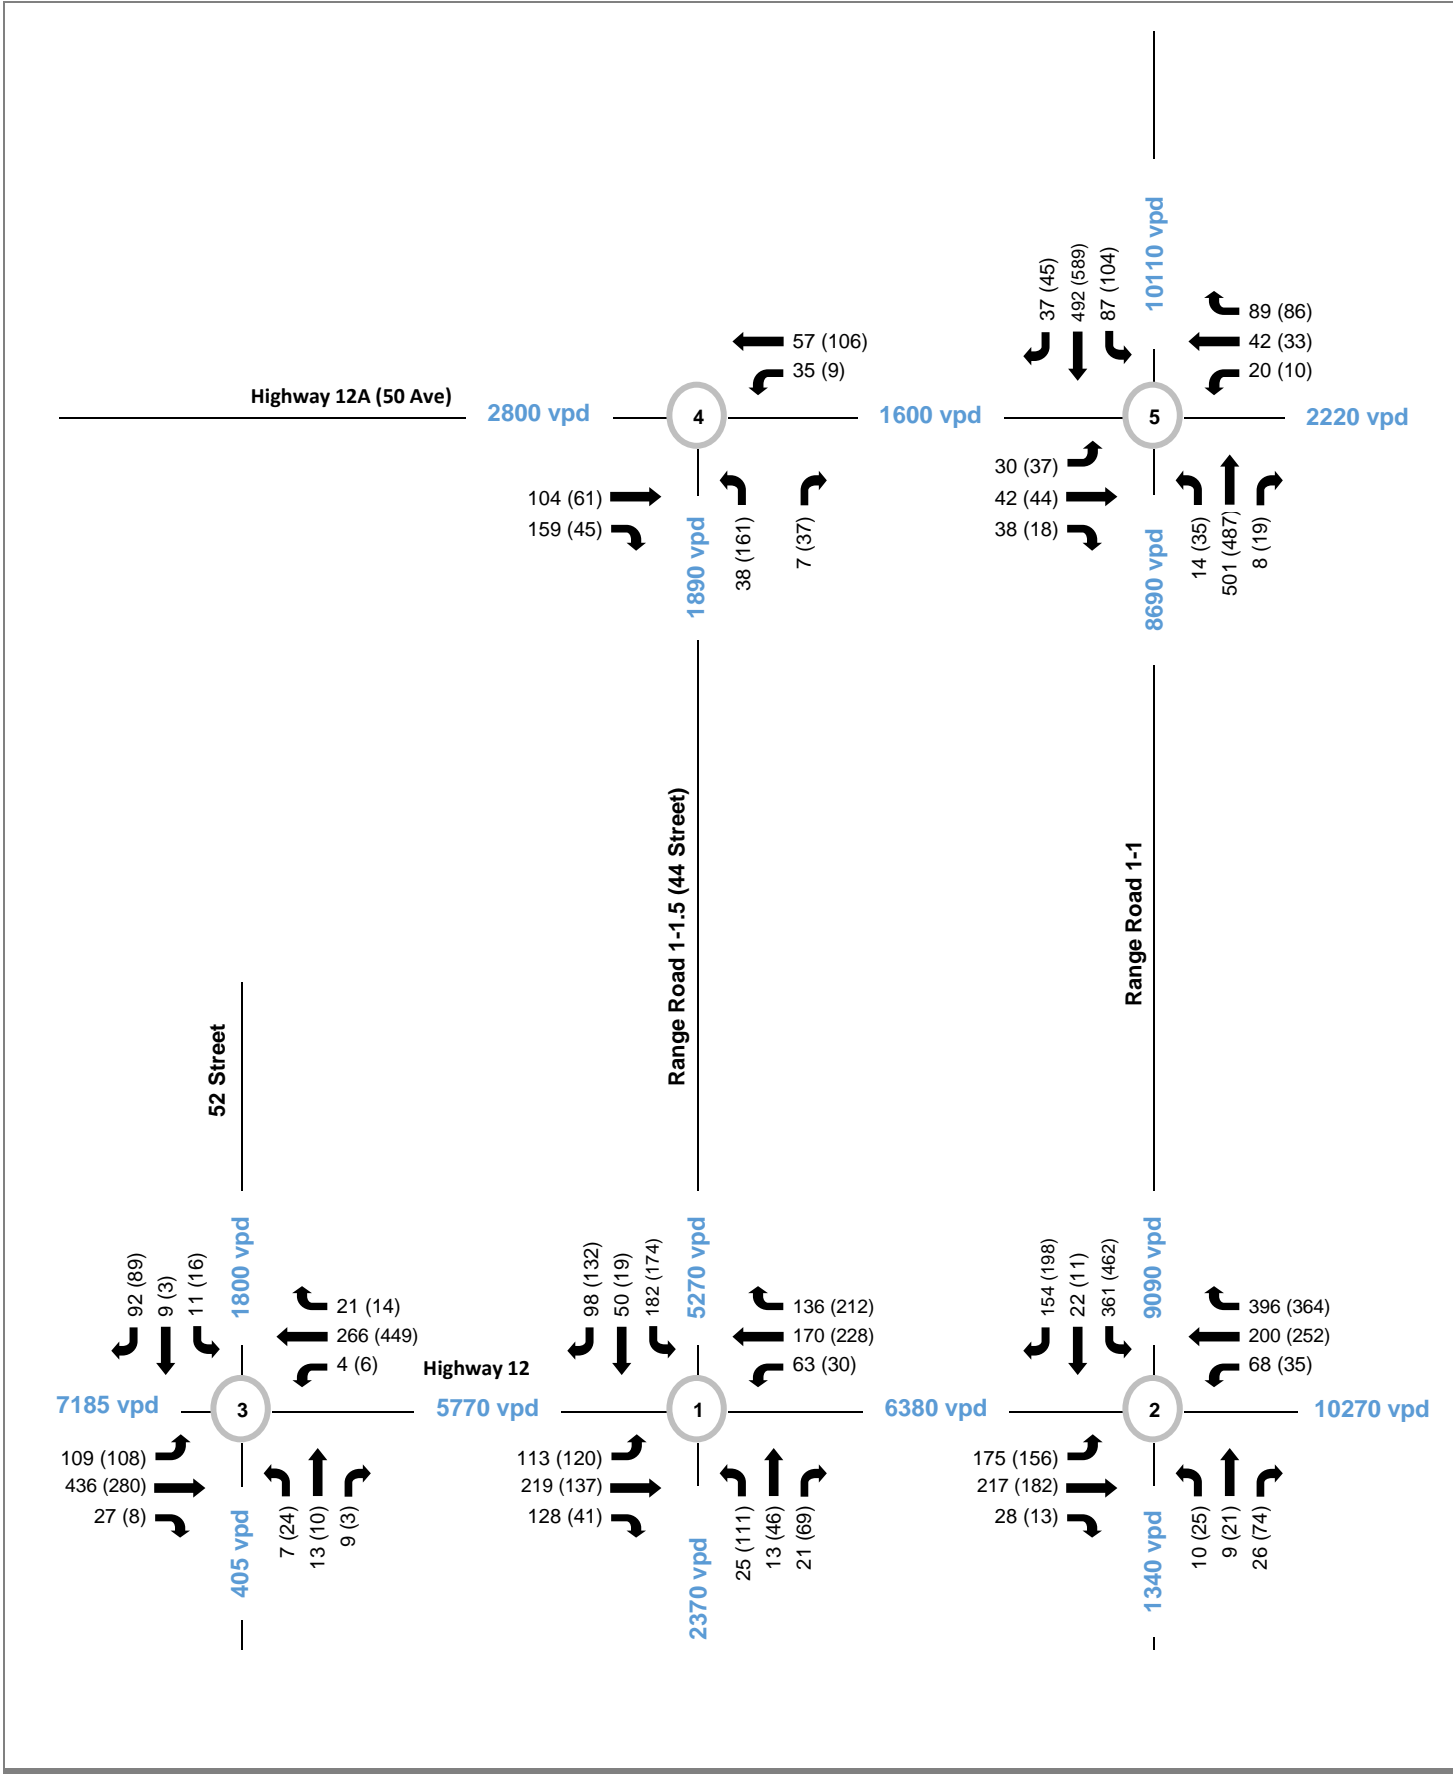 10110 vpd
37 (45)
492 (589)
87 (104)
89 (86)
42 (33)
20 (10)
57 (106)
35 (9)
Highway 12A (50 Ave)
2800 vpd
4
1600 vpd
5
2220 vpd
104 (61)
159 (45)
1890 vpd
38 (161)
7 (37)
30 (37)
42 (44)
38 (18)
8690 vpd
14 (35)
501 (487)
8 (19)
52 Street
Range Road 1-1.5 (44 Street)
Range Road 1-1
92 (89)
9 (3)
11 (16)
1800 vpd
21 (14)
266 (449)
4 (6)
98 (132)
50 (19)
182 (174)
5270 vpd
136 (212)
170 (228)
63 (30)
154 (198)
22 (11)
361 (462)
9090 vpd
396 (364)
200 (252)
68 (35)
Highway 12
7185 vpd
3
5770 vpd
1
6380 vpd
2
10270 vpd
109 (108)
436 (280)
27 (8)
405 vpd
7 (24)
13 (10)
9 (3)
113 (120)
219 (137)
128 (41)
2370 vpd
25 (111)
13 (46)
21 (69)
175 (156)
217 (182)
28 (13)
1340 vpd
10 (25)
9 (21)
26 (74)